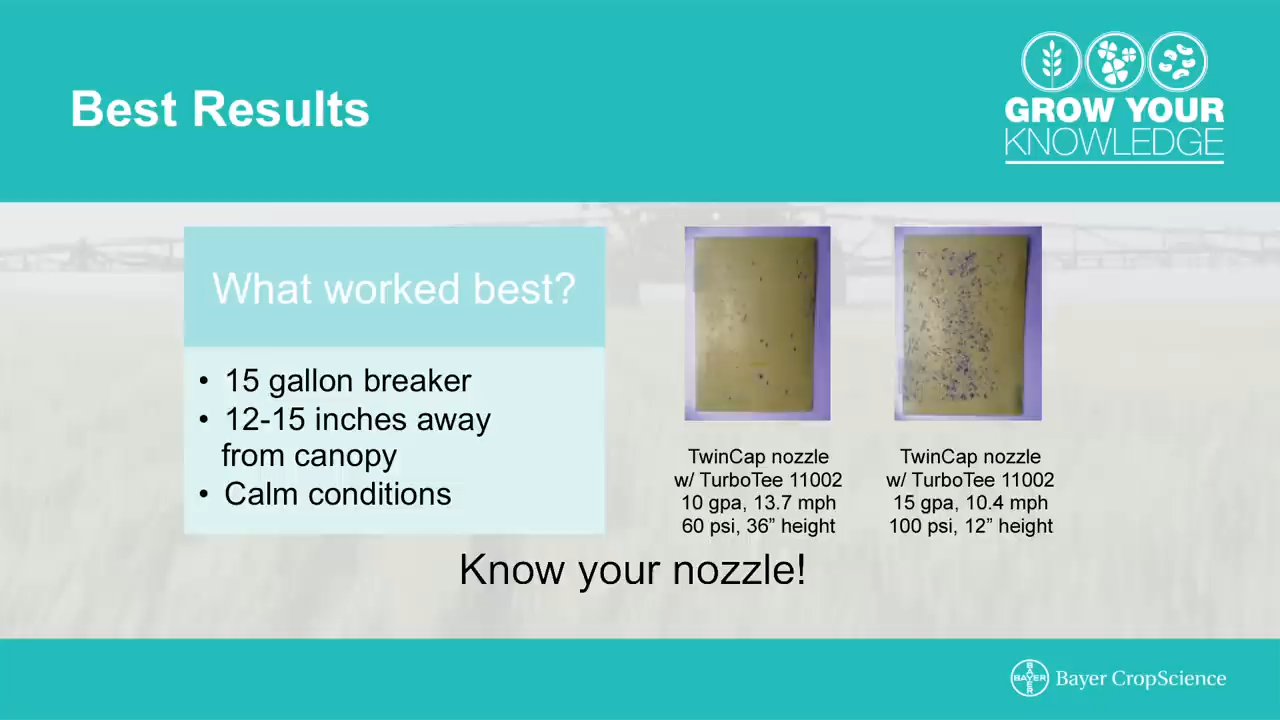 Best Results
GROW YOUR
KNOWLEDGE
What worked best?
• 15 gallon breaker
• 12-15 inches away
from canopy
• Calm conditions
TwinCap nozzle
w/ TurboTee 11002
10 gpa, 13.7 mph
60 psi, 36” height
TwinCap nozzle
w/ TurboTee 11002
15 gpa, 10.4 mph
100 psi, 12” height
Know your nozzle!
BAYER
BAYER
Bayer CropScience